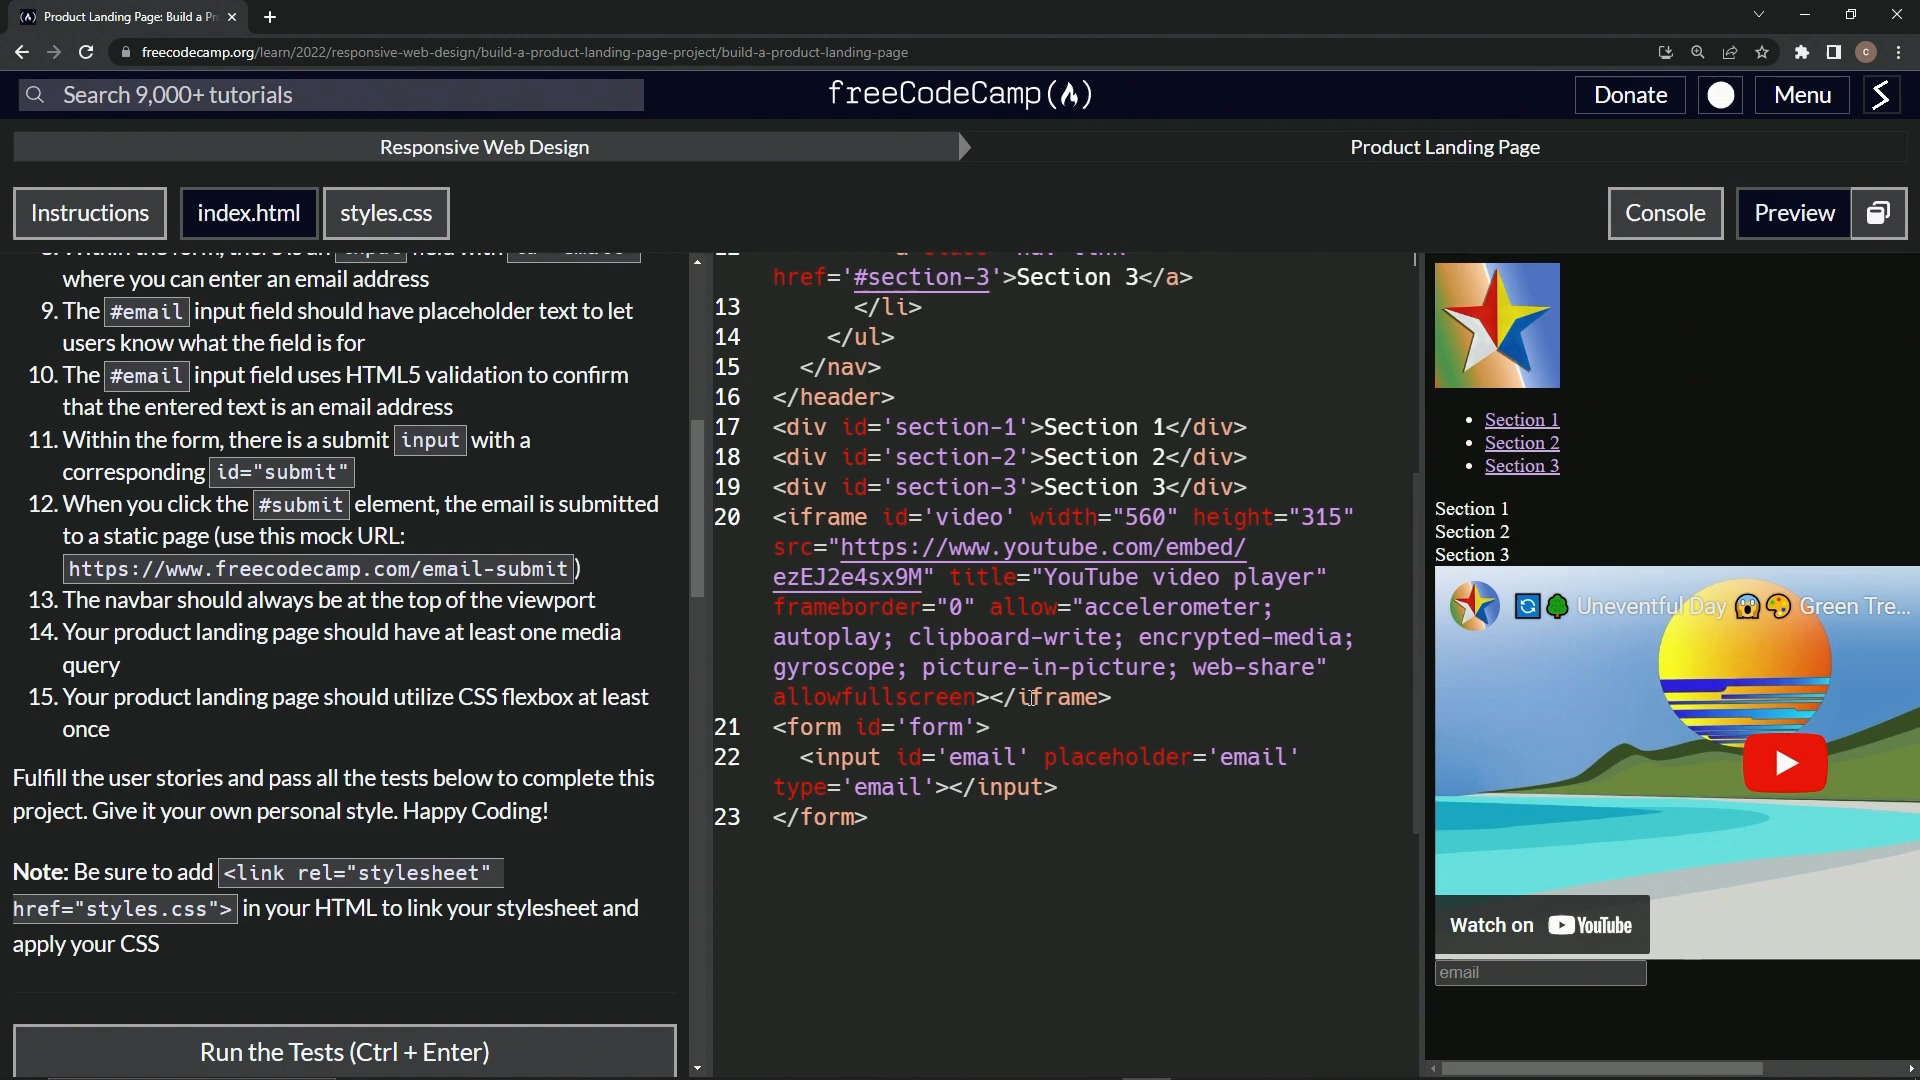 Product Landing Page: Build a Pr
freecodecamp.org/learn/2022/responsive-web-design/build-a-product-landing-page-project/build-a-product-landing-page
c
Search 9,000+ tutorials
freeCodeCamp
Donate
Menu
Responsive Web Design
Product Landing Page
Instructions
index.html
styles.css
Console
Preview
where you can enter an email address
9. The #email input field should have placeholder text to let
users know what the field is for
10. The #email input field uses HTML5 validation to confirm
that the entered text is an email address
11. Within the form, there is a submit input with a
corresponding id="submit"
12. When you click the #submit element, the email is submitted
to a static page (use this mock URL:
https://www.freecodecamp.com/email-submit)
13. The navbar should always be at the top of the viewport
14. Your product landing page should have at least one media
query
15. Your product landing page should utilize CSS flexbox at least
once
Fulfill the user stories and pass all the tests below to complete this
project. Give it your own personal style. Happy Coding!
Note: Be sure to add <link rel="stylesheet"
href="styles.css"> in your HTML to link your stylesheet and
apply your CSS
Run the Tests (Ctrl + Enter)
href='#section-3'>Section 3</a>
13 </li>
14 </ul>
15 </nav>
16 </header>
17 <div id='section-1'>Section 1</div>
18 <div id='section-2'>Section 2</div>
19 <div id='section-3'>Section 3</div>
20 <iframe id='video' width="560" height="315"
src="https://www.youtube.com/embed/
ezEJ2e4sx9M" title="YouTube video player"
frameborder="0" allow="accelerometer;
autoplay; clipboard-write; encrypted-media;
gyroscope; picture-in-picture; web-share"
allowfullscreen></iframe>
21 <form id='form'>
22 <input id='email' placeholder='email'
type='email'></input>
23 </form>
Section 1
Section 2
Section 3
Section 1
Section 2
Section 3
Uneventful Day 😱🎨 Green Tre...
Watch on YouTube
email